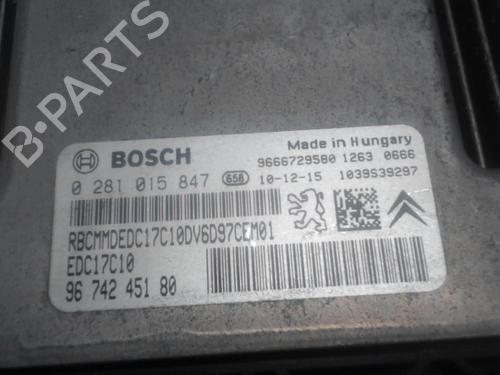 B-PARTS
BOSCH
Made in Hungary
9666729580 1263 0666
0 281 015 847 658 10-12-15 1039S39297
RBCMMDEDC17C10DV6D97CEM01
EDC17C10
96 742 451 80